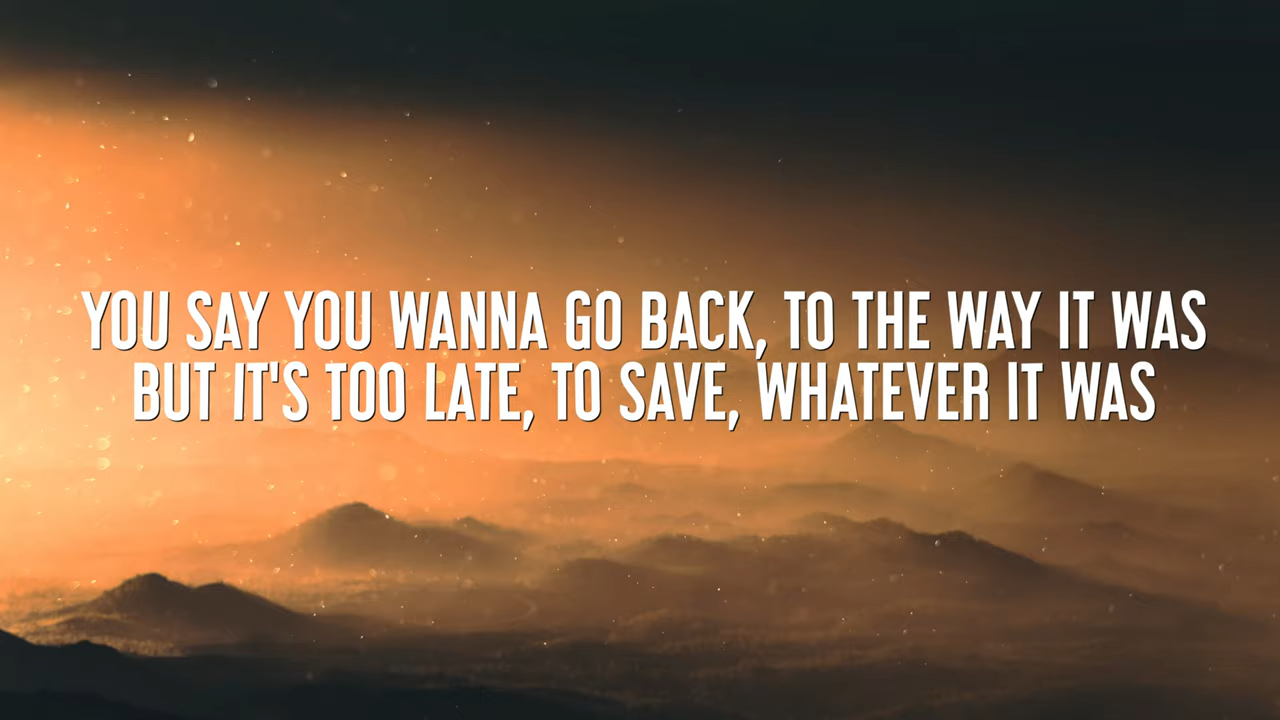 YOU SAY YOU WANNA GO BACK, TO THE WAY IT WAS
BUT IT'S TOO LATE, TO SAVE, WHATEVER IT WAS